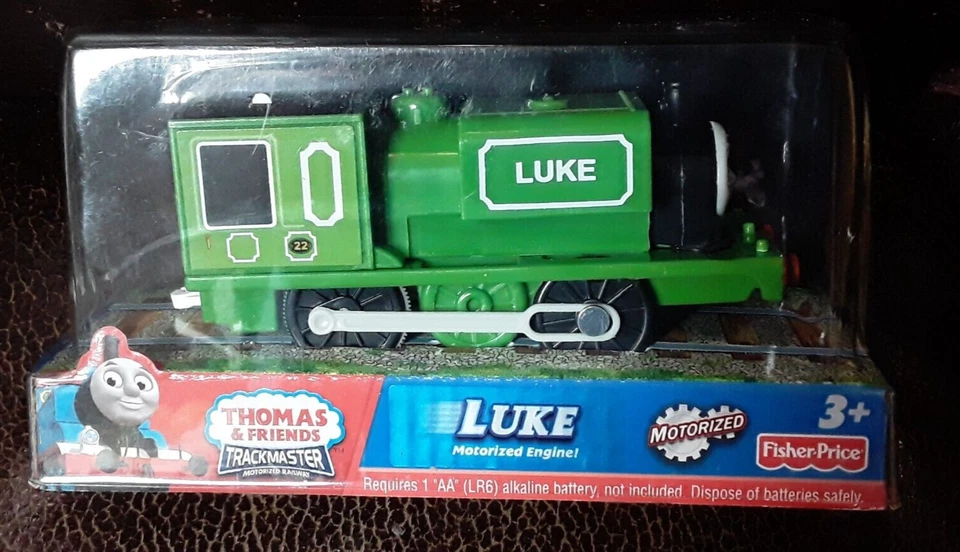 LUKE
22
THOMAS
& FRIENDS
TRACKMASTER
MOTORIZED RAILWAY
LUKE
Motorized Engine!
MOTORIZED
3+
Fisher-Price
Requires 1 "AA" (LR6) alkaline battery, not included. Dispose of batteries safely.